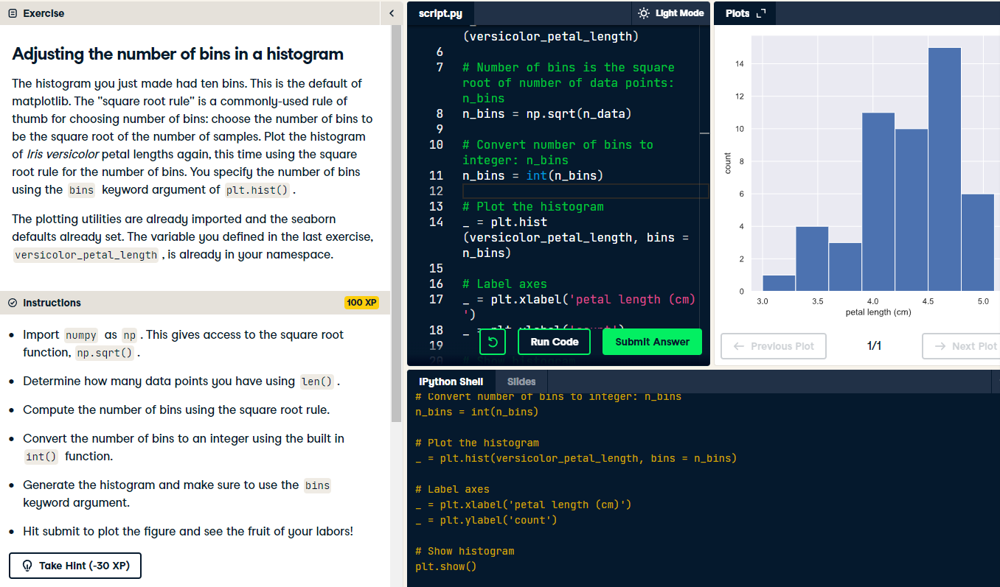 Exercise
Adjusting the number of bins in a histogram
The histogram you just made had ten bins. This is the default of
matplotlib. The "square root rule" is a commonly-used rule of
thumb for choosing number of bins: choose the number of bins to
be the square root of the number of samples. Plot the histogram
of Iris versicolor petal lengths again, this time using the square
root rule for the number of bins. You specify the number of bins
using the bins keyword argument of plt.hist() .
The plotting utilities are already imported and the seaborn
defaults already set. The variable you defined in the last exercise,
versicolor_petal_length , is already in your namespace.
Instructions
100 XP
Import numpy as np . This gives access to the square root
function, np.sqrt() .
Determine how many data points you have using len() .
Compute the number of bins using the square root rule.
Convert the number of bins to an integer using the built in
int() function.
Generate the histogram and make sure to use the bins
keyword argument.
Hit submit to plot the figure and see the fruit of your labors!
Take Hint (-30 XP)
script.py
Light Mode
(versicolor_petal_length)
6
7 # Number of bins is the square
root of number of data points:
n_bins
8 n_bins = np.sqrt(n_data)
9
10 # Convert number of bins to
integer: n_bins
11 n_bins = int(n_bins)
12
13 # Plot the histogram
14 _ = plt.hist
(versicolor_petal_length, bins =
n_bins)
15
16 # Label axes
17 _ = plt.xlabel('petal length (cm)
')
18 _ = plt.ylabel('count')
19
20 # Show histogram
Run Code
Submit Answer
Plots
14
12
10
8
6
4
2
0
count
3.0 3.5 4.0 4.5 5.0
petal length (cm)
Previous Plot
1/1
Next Plot
IPython Shell
Slides
# Convert number of bins to integer: n_bins
n_bins = int(n_bins)
# Plot the histogram
_ = plt.hist(versicolor_petal_length, bins = n_bins)
# Label axes
_ = plt.xlabel('petal length (cm)')
_ = plt.ylabel('count')
# Show histogram
plt.show()